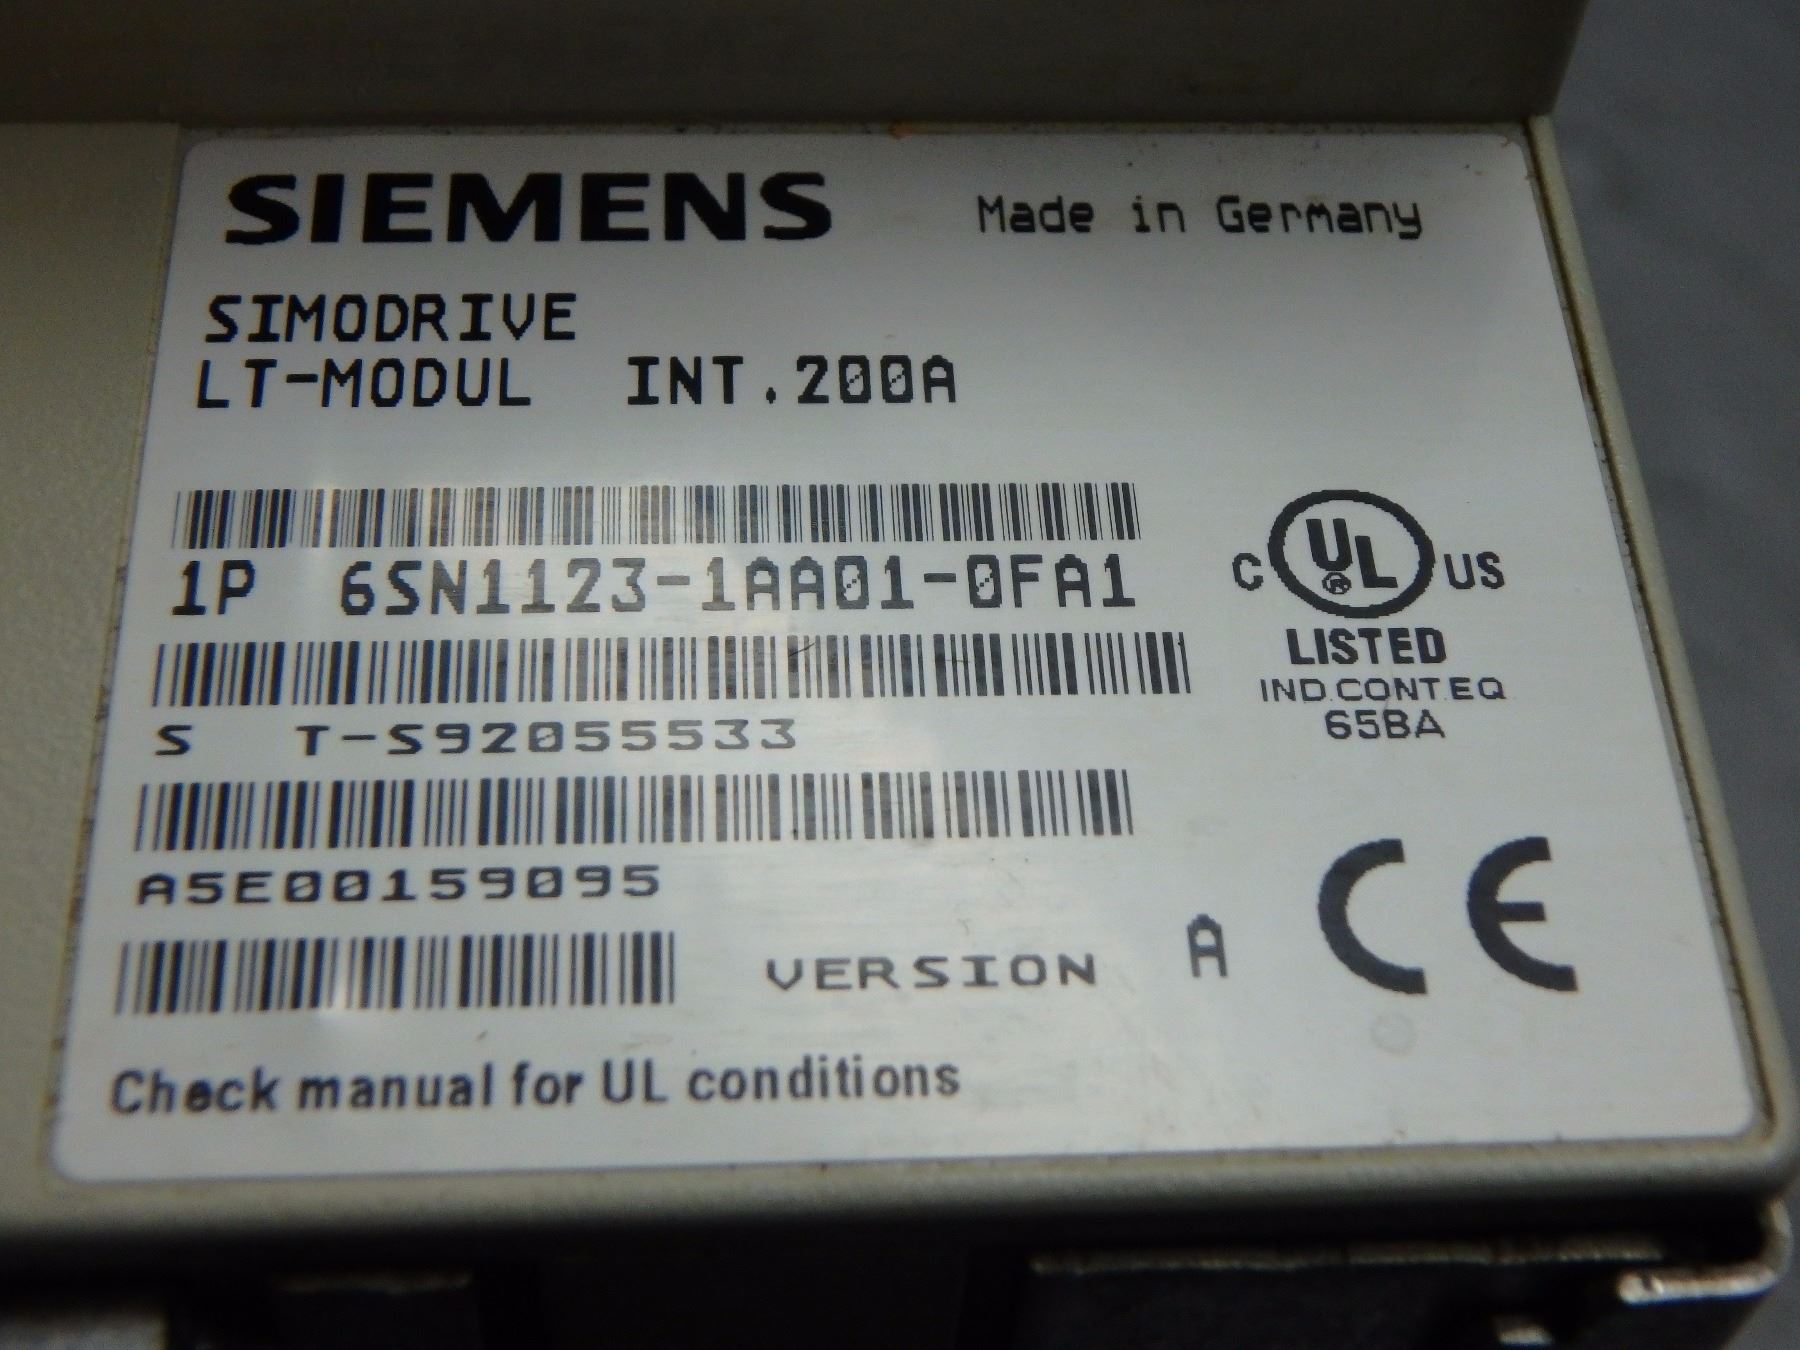 SIEMENS Made in Germany
SIMODRIVE
LT-MODUL INT.200A
1P 6SN1123-1AA01-0FA1
C UL ® US
LISTED
IND.CONT.EQ
65BA
S T-S92055533
A5E00159095
VERSION A
CE
Check manual for UL conditions